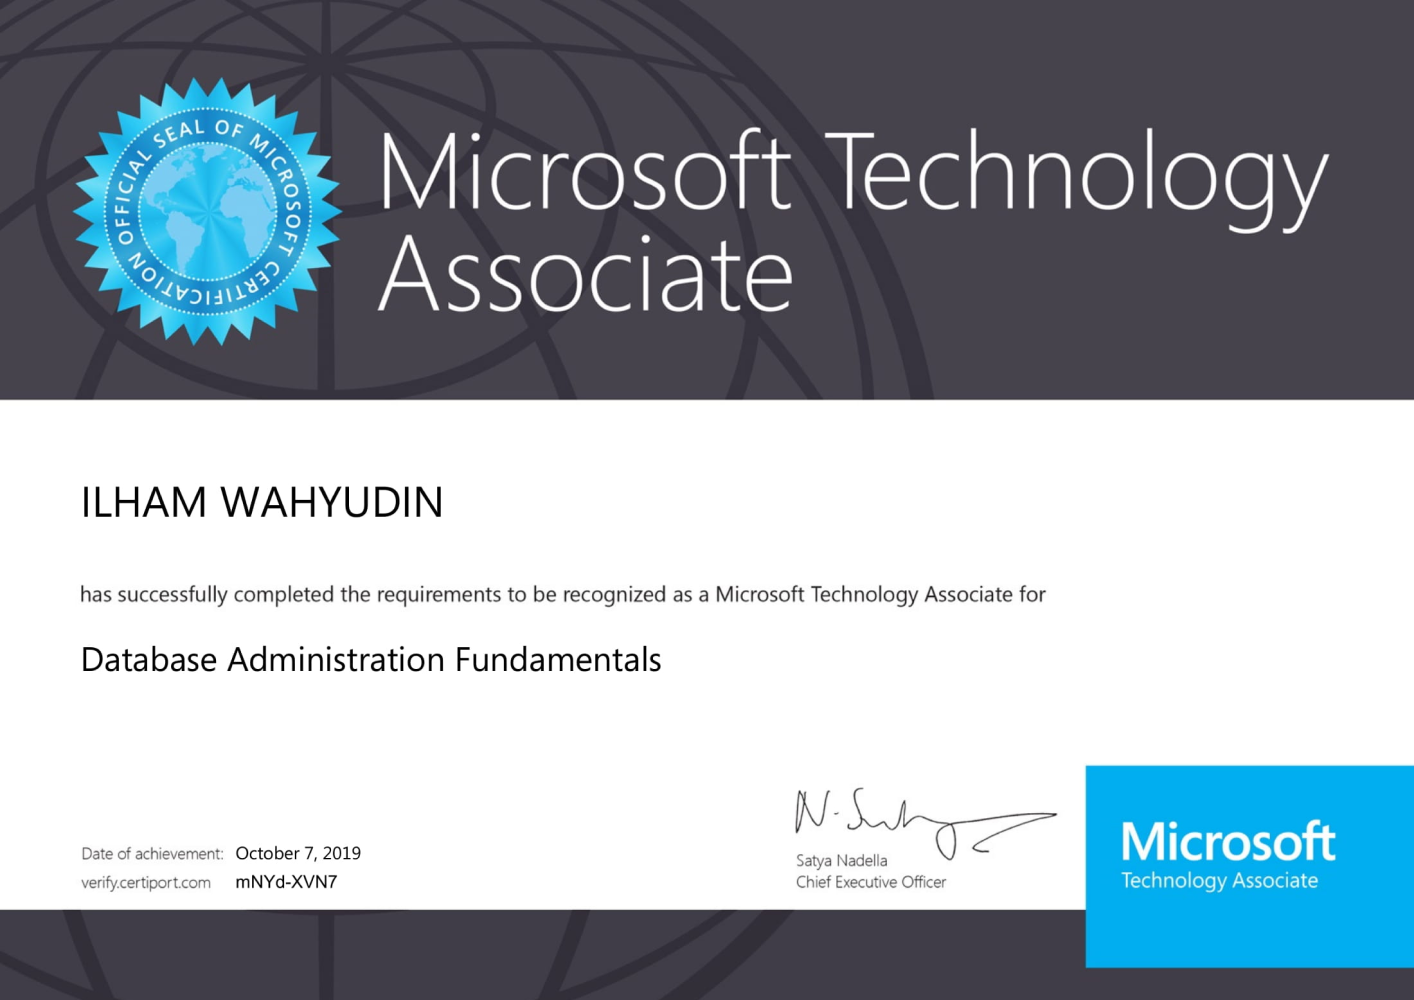 OFFICIAL SEAL OF MICROSOFT CERTIFICATION
Microsoft Technology
Associate
ILHAM WAHYUDIN
has successfully completed the requirements to be recognized as a Microsoft Technology Associate for
Database Administration Fundamentals
Date of achievement: October 7, 2019
verify.certiport.com mNYd-XVN7
N. Satya
Satya Nadella
Chief Executive Officer
Microsoft
Technology Associate